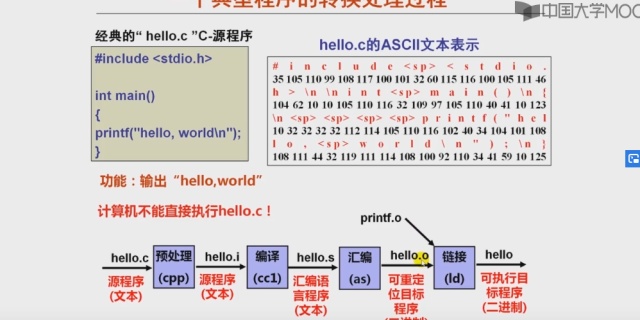 一个典型程序的转换处理过程
中国大学MOO
经典的“ hello.c ”C-源程序
#include <stdio.h>
int main()
{
printf("hello, world\n");
}
hello.c的ASCII文本表示
# i n c l u d e <sp> < s t d i o .
35 105 110 99 108 117 100 101 32 60 115 116 100 105 111 46
h > \n \n i n t <sp> m a i n ( ) \n {
104 62 10 10 105 110 116 32 109 97 105 110 40 41 10 123
\n <sp> <sp> <sp> <sp> p r i n t f ( " h e l
10 32 32 32 32 112 114 105 110 116 102 40 34 104 101 108
l o , <sp> w o r l d \ n " ) ; \n }
108 111 44 32 119 111 114 108 100 92 110 34 41 59 10 125
功能：输出“hello,world”
计算机不能直接执行hello.c！
printf.o
hello.c
预处理
(cpp)
hello.i
编译
(cc1)
hello.s
汇编
(as)
hello.o
链接
(ld)
hello
源程序
(文本)
源程序
(文本)
汇编语
言程序
(文本)
可重定
位目标
程序
(二进制)
可执行目
标程序
(二进制)